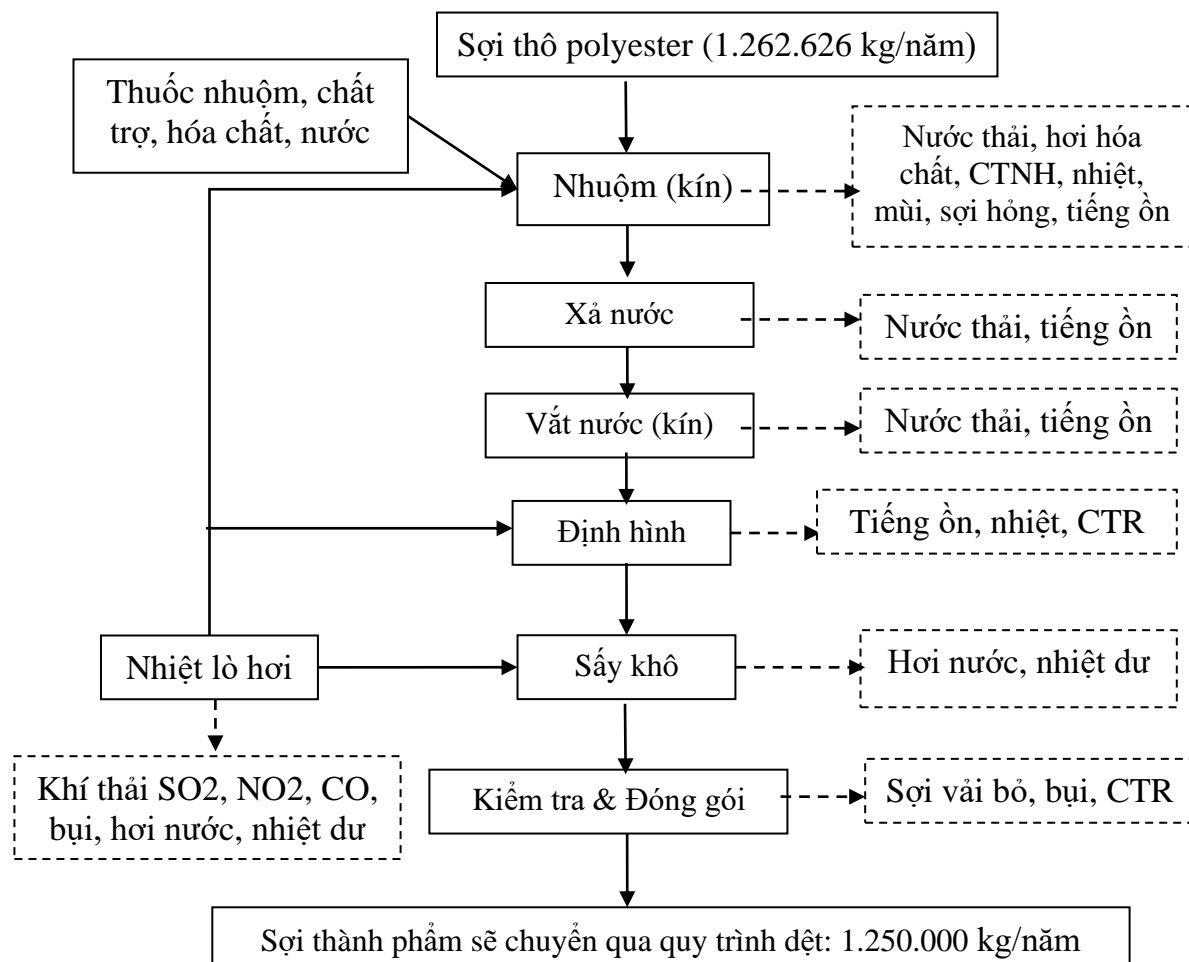 Sợi thô polyester (1.262.626 kg/năm)
Thuốc nhuộm, chất
trợ, hóa chất, nước
Nước thải, hơi hóa
chất, CTNH, nhiệt,
mùi, sợi hỏng, tiếng ồn
Nhuộm (kín)
Xả nước
Nước thải, tiếng ồn
Vắt nước (kín)
Nước thải, tiếng ồn
Định hình
Tiếng ồn, nhiệt, CTR
Nhiệt lò hơi
Sấy khô
Hơi nước, nhiệt dư
Khí thải SO2, NO2, CO,
bụi, hơi nước, nhiệt dư
Kiểm tra & Đóng gói
Sợi vải bỏ, bụi, CTR
Sợi thành phẩm sẽ chuyển qua quy trình dệt: 1.250.000 kg/năm